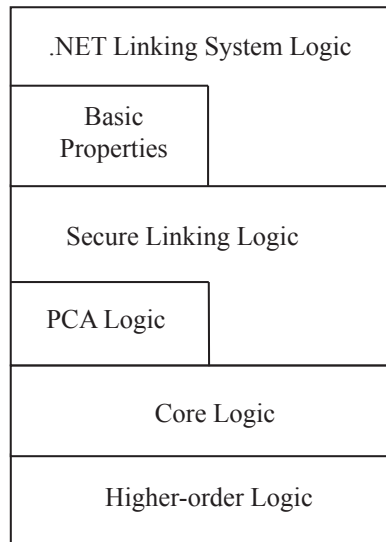 .NET Linking System Logic
Basic
Properties
Secure Linking Logic
PCA Logic
Core Logic
Higher-order Logic